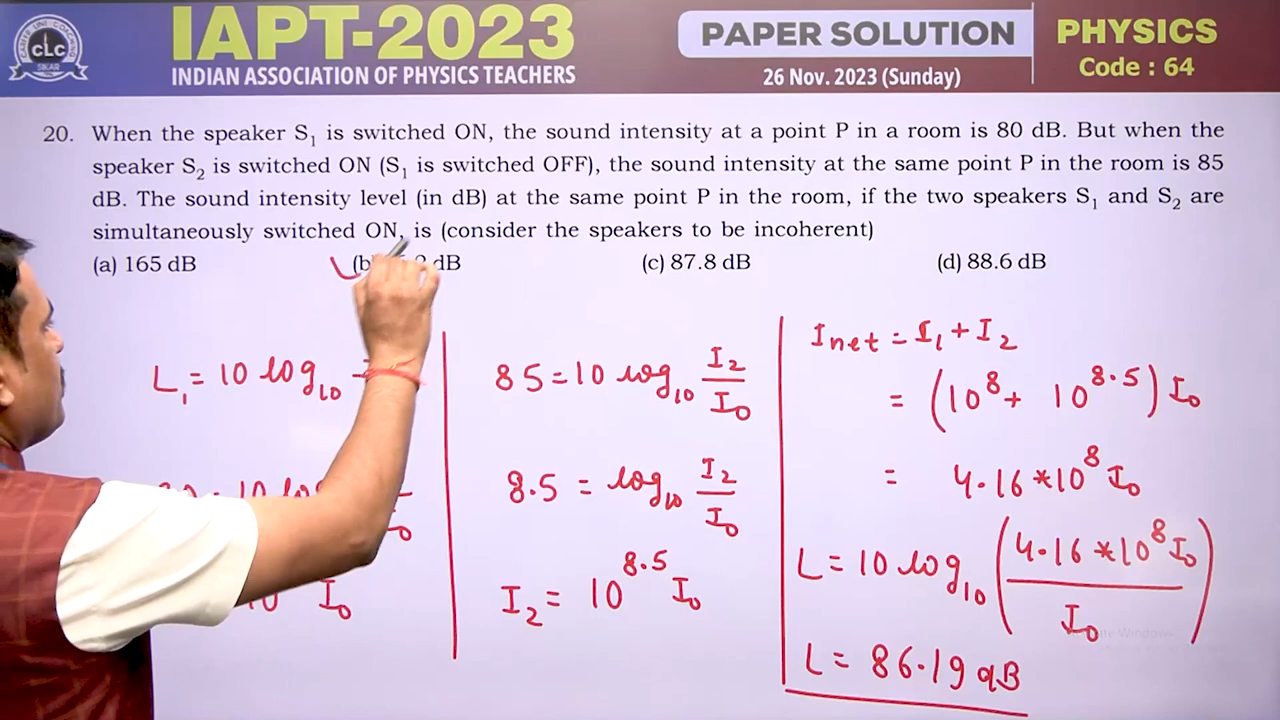 CLC
SIKAR
IAPT-2023
INDIAN ASSOCIATION OF PHYSICS TEACHERS
PAPER SOLUTION
26 Nov. 2023 (Sunday)
PHYSICS
Code : 64
20. When the speaker S₁ is switched ON, the sound intensity at a point P in a room is 80 dB. But when the
speaker S₂ is switched ON (S₁ is switched OFF), the sound intensity at the same point P in the room is 85
dB. The sound intensity level (in dB) at the same point P in the room, if the two speakers S₁ and S₂ are
simultaneously switched ON, is (consider the speakers to be incoherent)
(a) 165 dB (b) dB (c) 87.8 dB (d) 88.6 dB
L₁ = 10 log₁₀
10 log
I₀
85 = 10 log₁₀ I₂/I₀
8.5 = log₁₀ I₂/I₀
I₂ = 10^8.5 I₀
Inet = I₁ + I₂
= (10^8 + 10^8.5) I₀
= 4.16 * 10^8 I₀
L = 10 log₁₀ (4.16 * 10^8 I₀ / I₀)
L = 86.19 dB